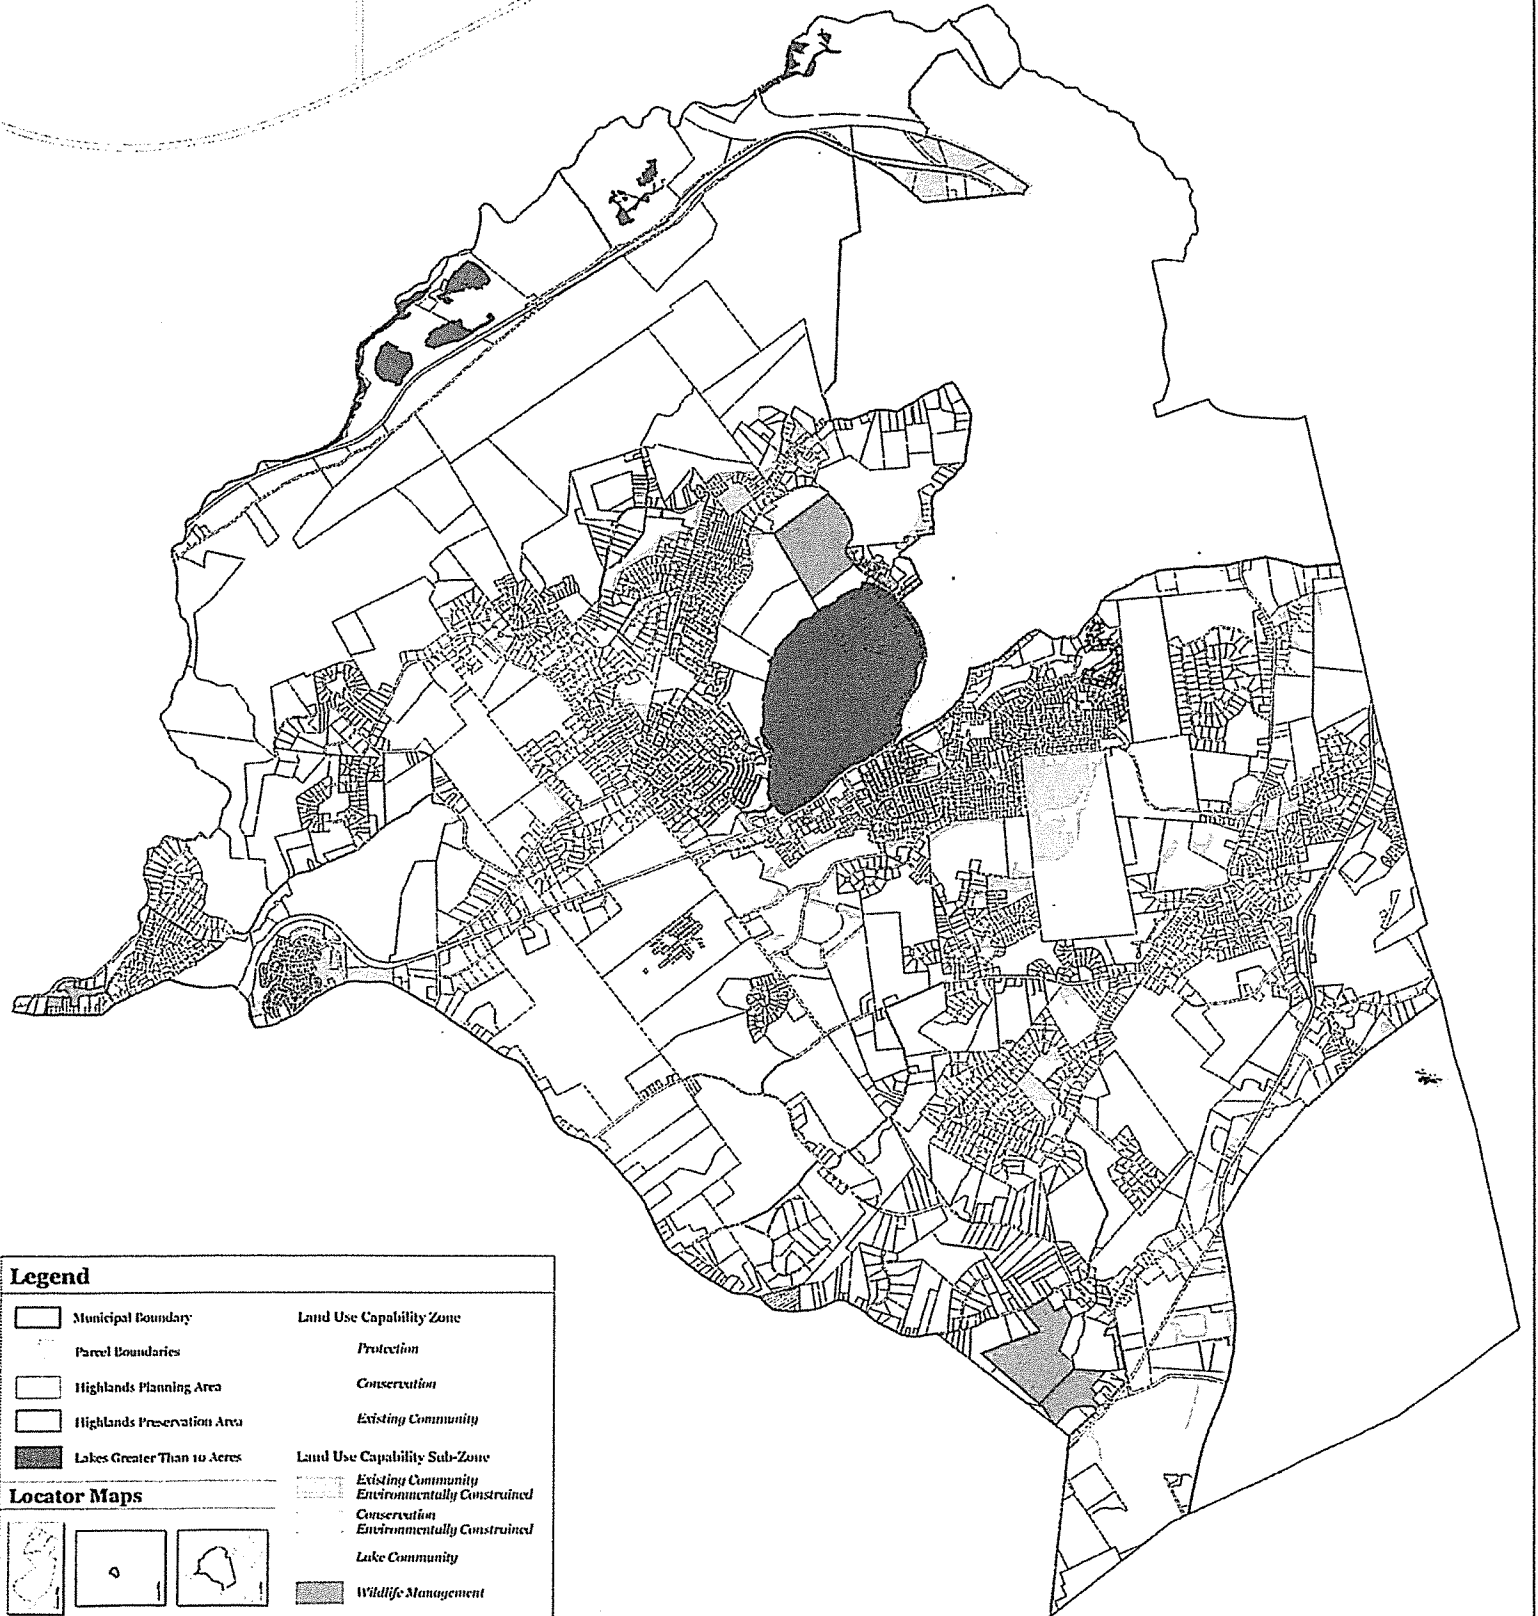 Legend
Municipal Boundary
Parcel Boundaries
Highlands Planning Area
Highlands Preservation Area
Lakes Greater Than 10 Acres
Locator Maps
Land Use Capability Zone
Protection
Conservation
Existing Community
Land Use Capability Sub-Zone
Existing Community
Environmentally Constrained
Conservation
Environmentally Constrained
Lake Community
Wildlife Management